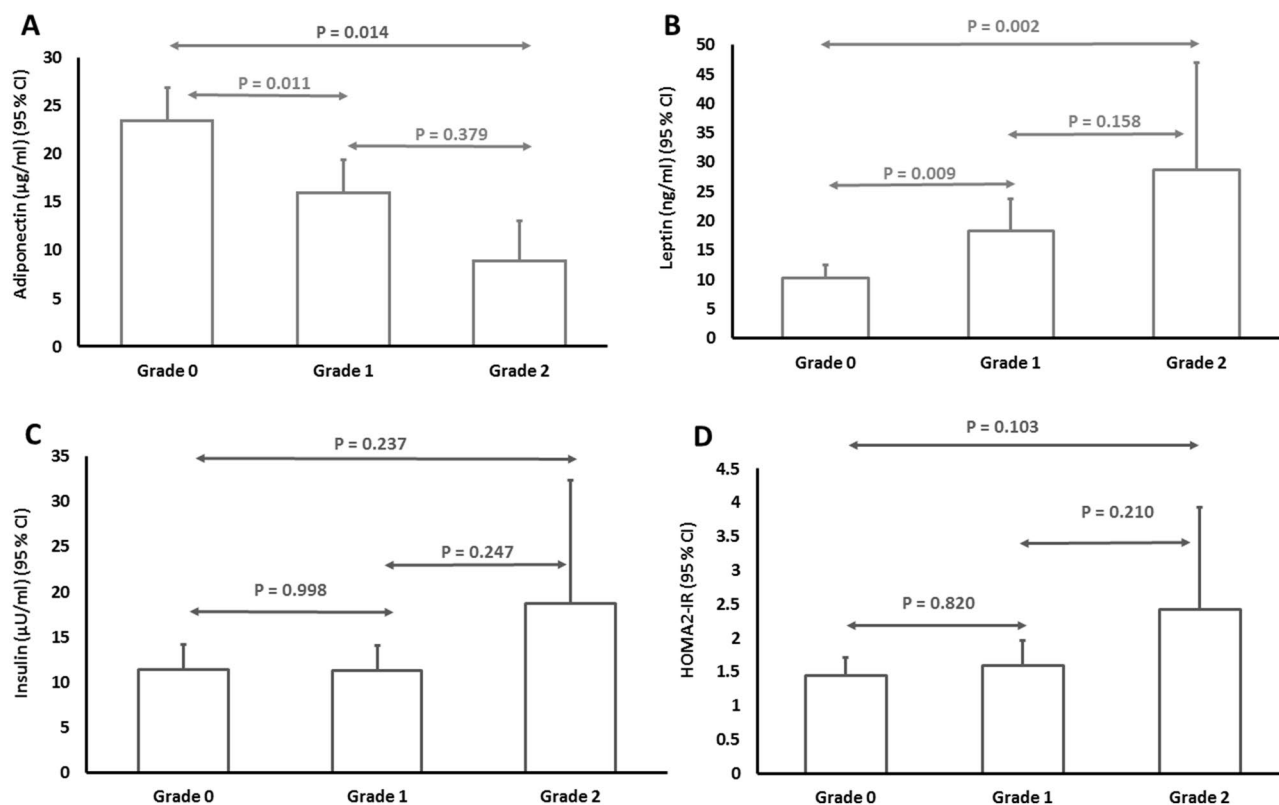 A
P = 0.014
P = 0.011
P = 0.379
Adiponectin (µg/ml) (95 % CI)
30
25
20
15
10
5
0
Grade 0
Grade 1
Grade 2
B
P = 0.002
P = 0.158
P = 0.009
Leptin (ng/ml) (95 % CI)
50
45
40
35
30
25
20
15
10
5
0
Grade 0
Grade 1
Grade 2
C
P = 0.237
P = 0.247
P = 0.998
Insulin (µU/ml) (95 % CI)
35
30
25
20
15
10
5
0
Grade 0
Grade 1
Grade 2
D
P = 0.103
P = 0.210
P = 0.820
HOMA2-IR (95 % CI)
4.5
4
3.5
3
2.5
2
1.5
1
0.5
0
Grade 0
Grade 1
Grade 2